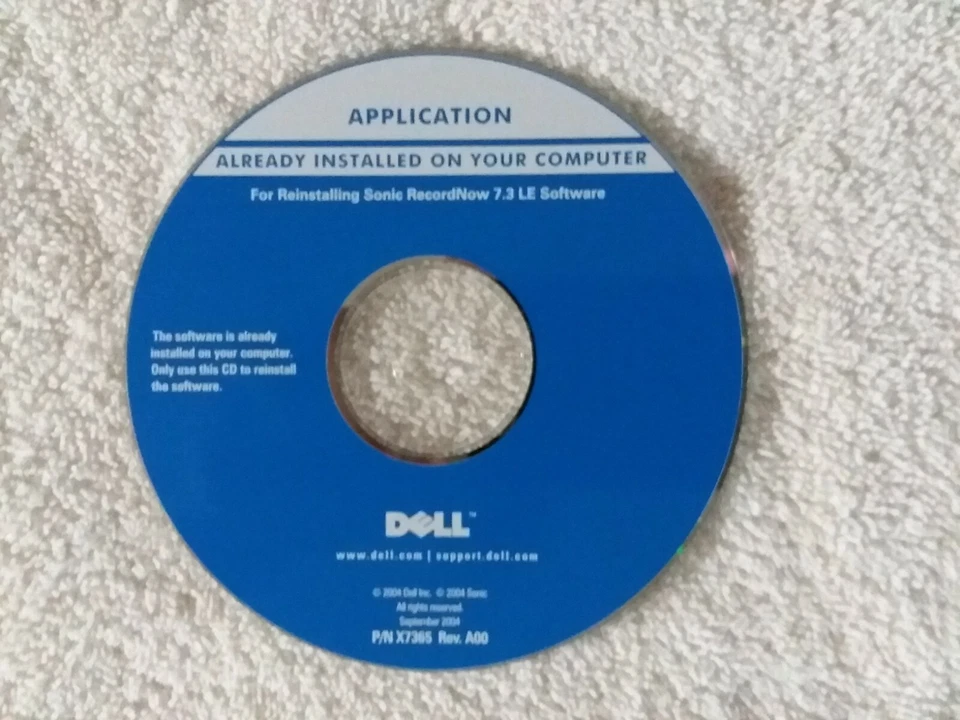 APPLICATION
ALREADY INSTALLED ON YOUR COMPUTER
For Reinstalling Sonic RecordNow 7.3 LE Software
The software is already
installed on your computer.
Only use this CD to reinstall
the software.
DELL™
www.dell.com | support.dell.com
© 2004 Dell Inc. © 2004 Sonic
All rights reserved.
September 2004
P/N X7365 Rev. A00